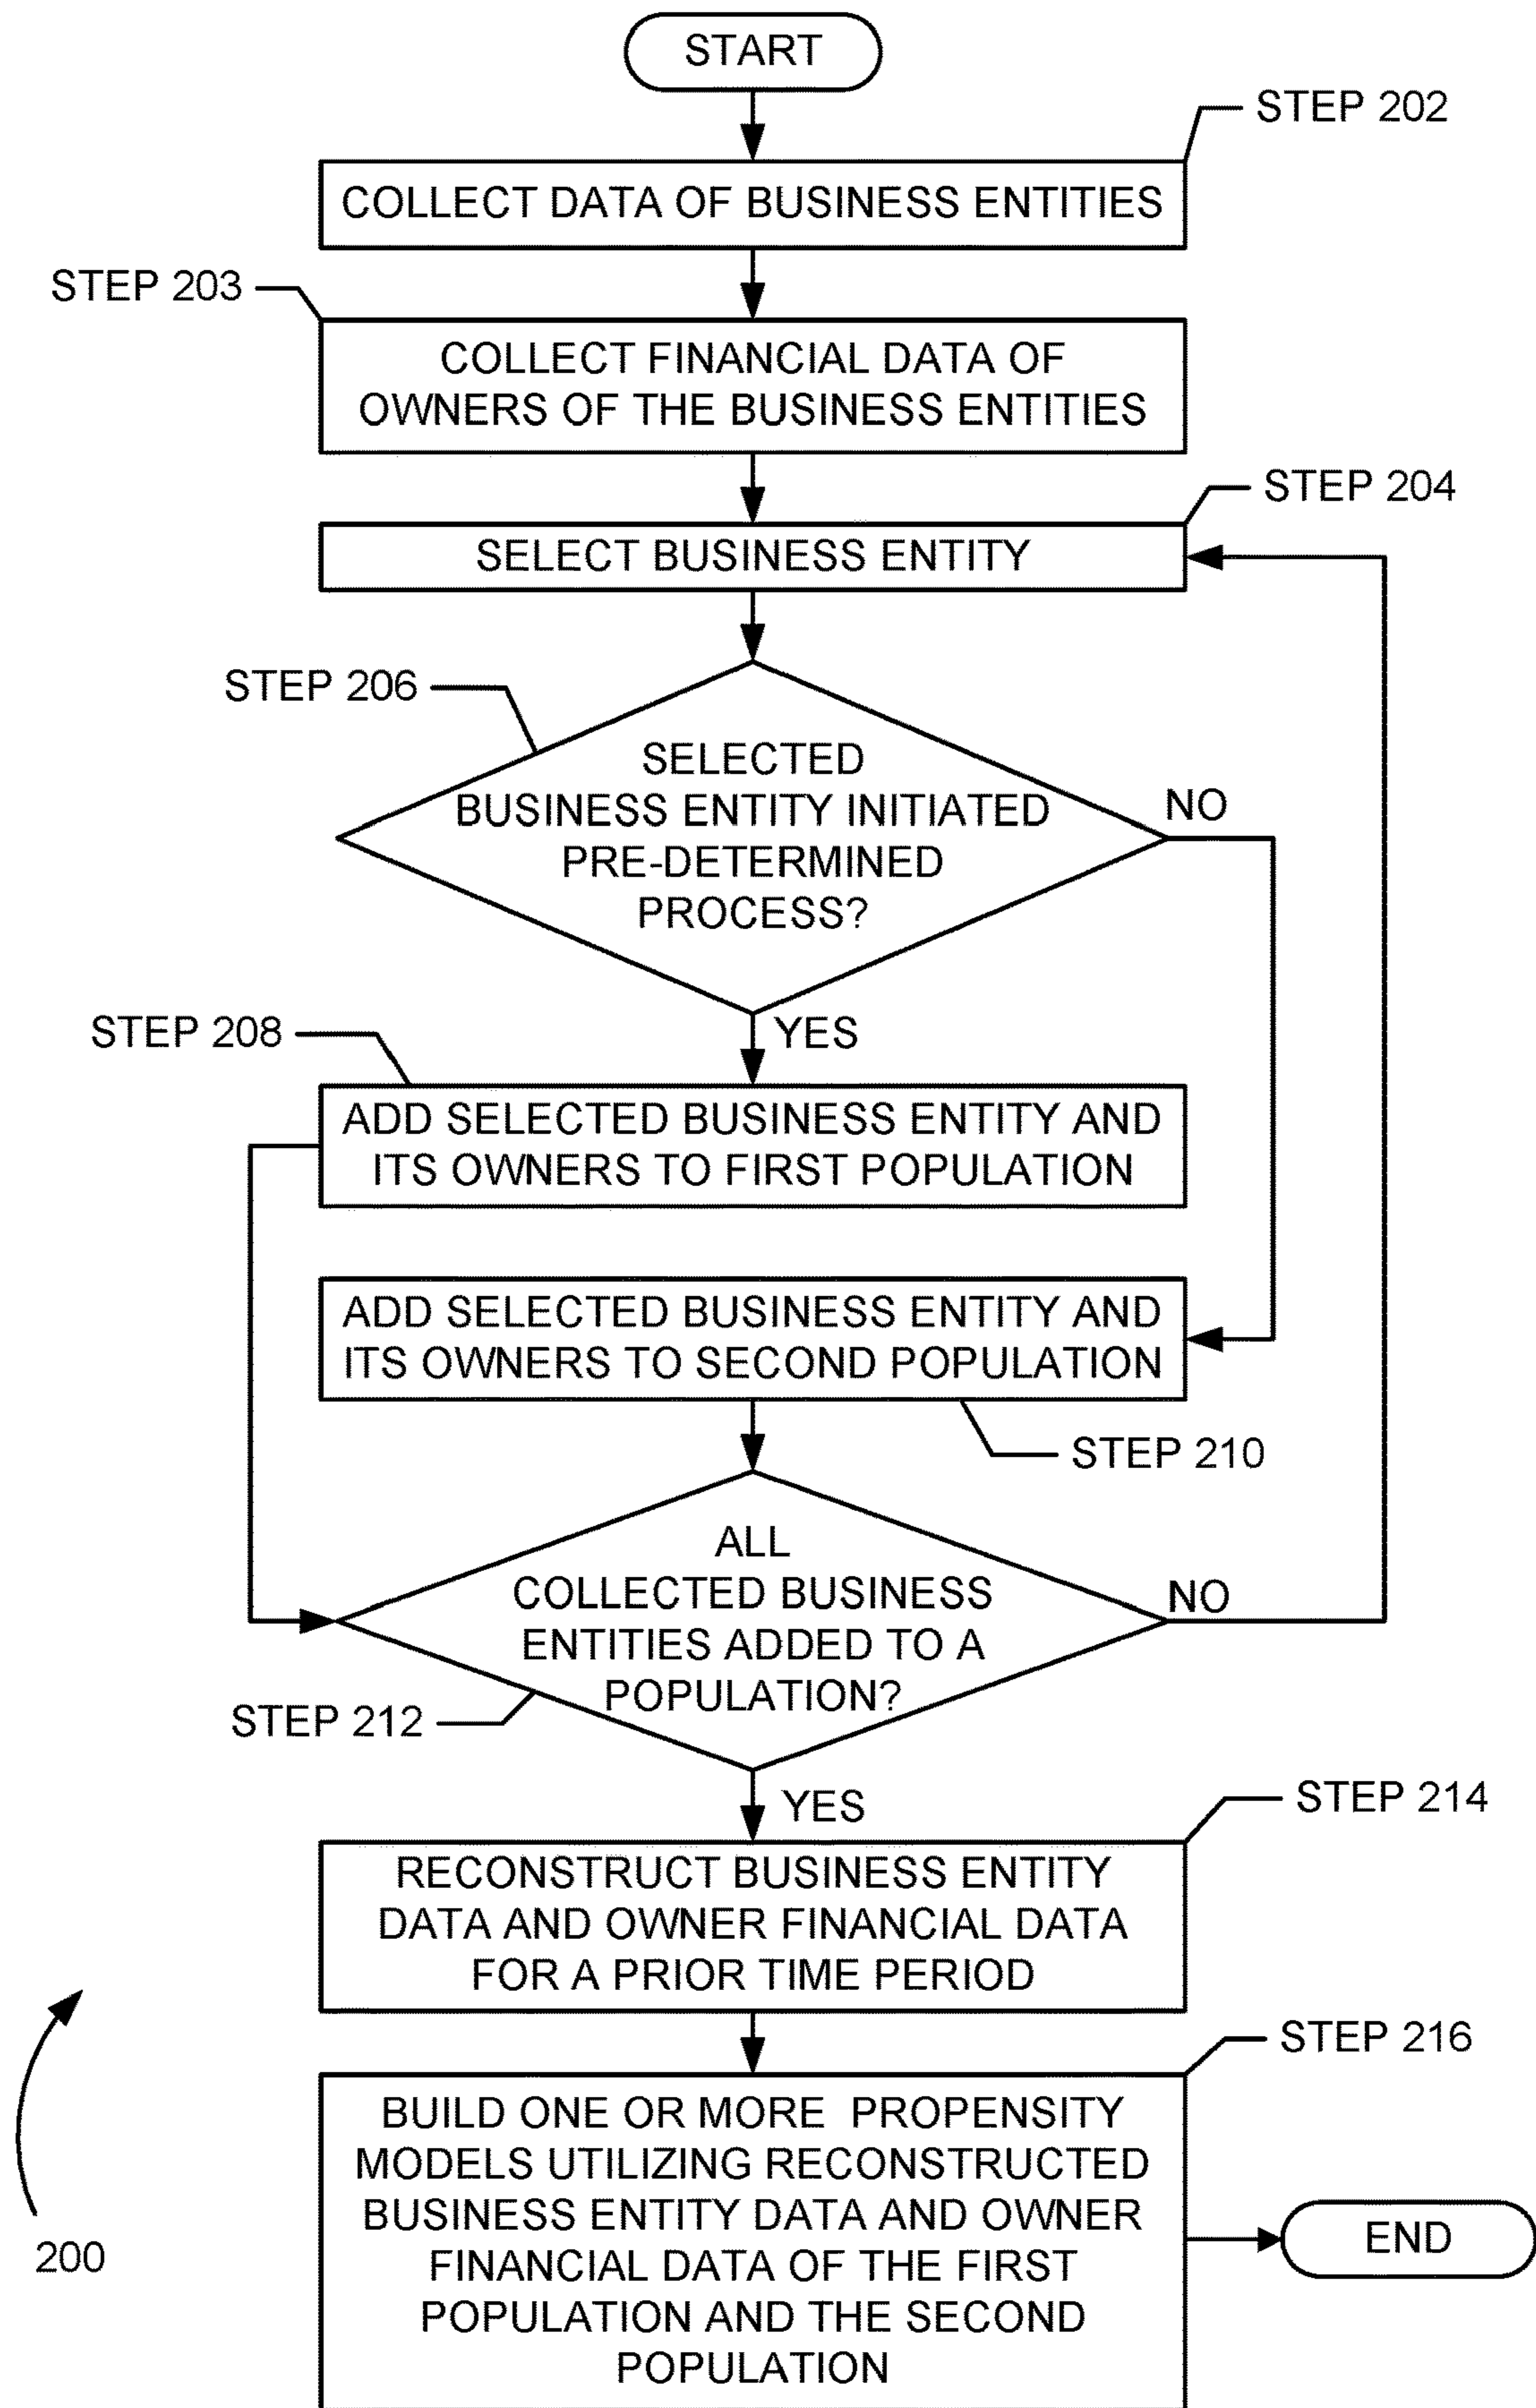 START
STEP 202
COLLECT DATA OF BUSINESS ENTITIES
STEP 203
COLLECT FINANCIAL DATA OF
OWNERS OF THE BUSINESS ENTITIES
STEP 204
SELECT BUSINESS ENTITY
STEP 206
SELECTED
BUSINESS ENTITY INITIATED
PRE-DETERMINED
PROCESS?
NO
YES
STEP 208
ADD SELECTED BUSINESS ENTITY AND
ITS OWNERS TO FIRST POPULATION
ADD SELECTED BUSINESS ENTITY AND
ITS OWNERS TO SECOND POPULATION
STEP 210
ALL
COLLECTED BUSINESS
ENTITIES ADDED TO A
POPULATION?
NO
STEP 212
YES
STEP 214
RECONSTRUCT BUSINESS ENTITY
DATA AND OWNER FINANCIAL DATA
FOR A PRIOR TIME PERIOD
STEP 216
BUILD ONE OR MORE PROPENSITY
MODELS UTILIZING RECONSTRUCTED
BUSINESS ENTITY DATA AND OWNER
FINANCIAL DATA OF THE FIRST
POPULATION AND THE SECOND
POPULATION
END
200